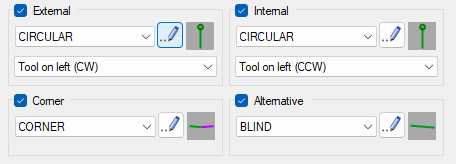 External
CIRCULAR
Tool on left (CW)
Internal
CIRCULAR
Tool on left (CCW)
Corner
CORNER
Alternative
BLIND